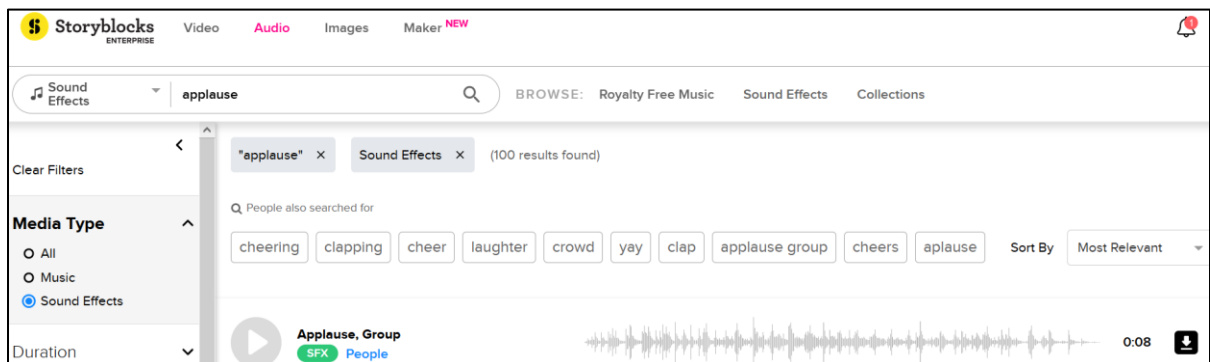 $ Storyblocks Video Audio Images Maker NEW 1
ENTERPRISE
Sound Effects applause BROWSE: Royalty Free Music Sound Effects Collections
Clear Filters
"applause" × Sound Effects × (100 results found)
People also searched for
Media Type
All
Music
Sound Effects
Duration
cheering clapping cheer laughter crowd yay clap applause group cheers aplause Sort By Most Relevant
Applause, Group
SFX People
0:08